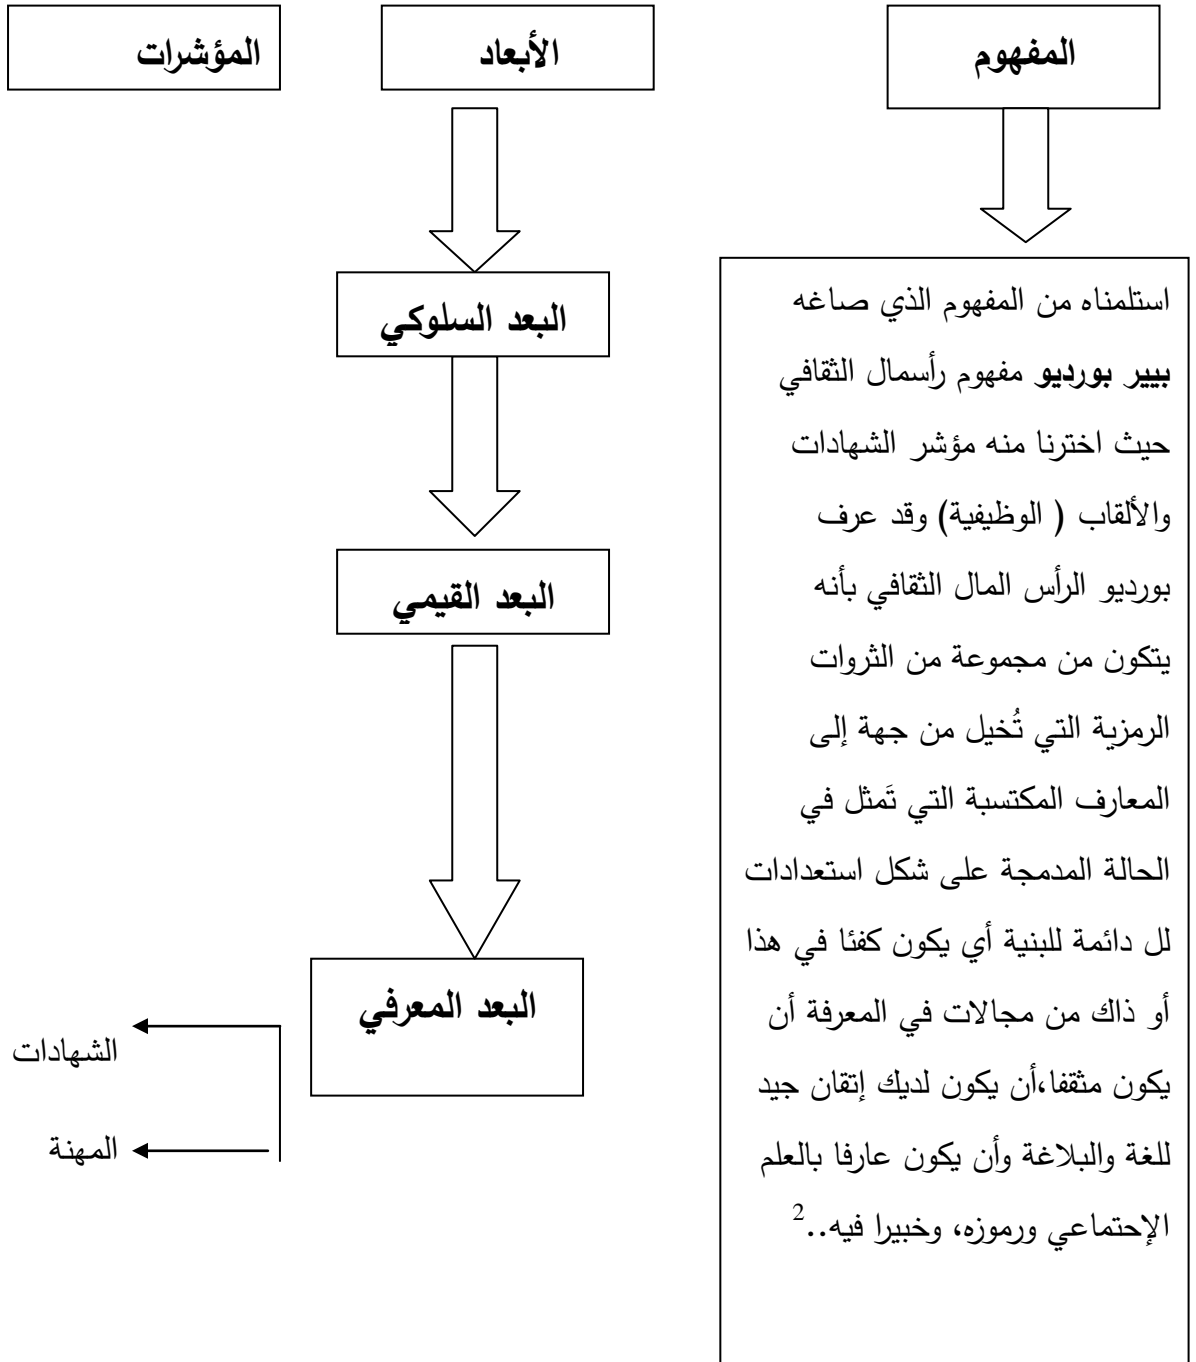 المفهوم
الأبعاد
المؤشرات
استلمناه من المفهوم الذي صاغه
بيير بورديو مفهوم رأسمال الثقافي
حيث اخترنا منه مؤشر الشهادات
والألقاب ( الوظيفية) وقد عرف
بورديو الرأس المال الثقافي بأنه
يتكون من مجموعة من الثروات
الرمزية التي تُخيل من جهة إلى
المعارف المكتسبة التي تَمثل في
الحالة المدمجة على شكل استعدادات
لل دائمة للبنية أي يكون كفئا في هذا
أو ذاك من مجالات في المعرفة أن
يكون مثقفا،أن يكون لديك إتقان جيد
للغة والبلاغة وأن يكون عارفا بالعلم
الإحتماعي ورموزه، وخبيرا فيه..2
البعد السلوكي
البعد القيمي
البعد المعرفي
الشهادات
المهنة